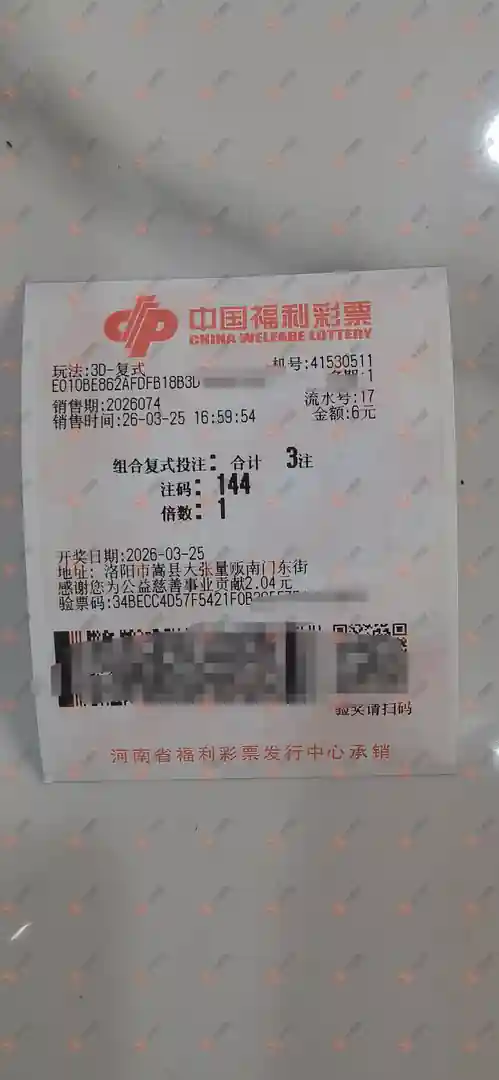 中国福利彩票
CHINA WELFARE LOTTERY
玩法:3D-复式
机号:41530511
E010BE862AFDFB18B3D
:1
销售期:2026074
流水号:17
销售时间:26-03-25 16:59:54
金额:6元
组合复式投注: 合计 3注
注码: 144
倍数: 1
开奖日期:2026-03-25
地址: 洛阳市嵩县大张量贩南门东街
感谢您为公益慈善事业贡献2.04元
验票码:34BECC4D57F5421F0B
验奖请扫码
河南省福利彩票发行中心承销